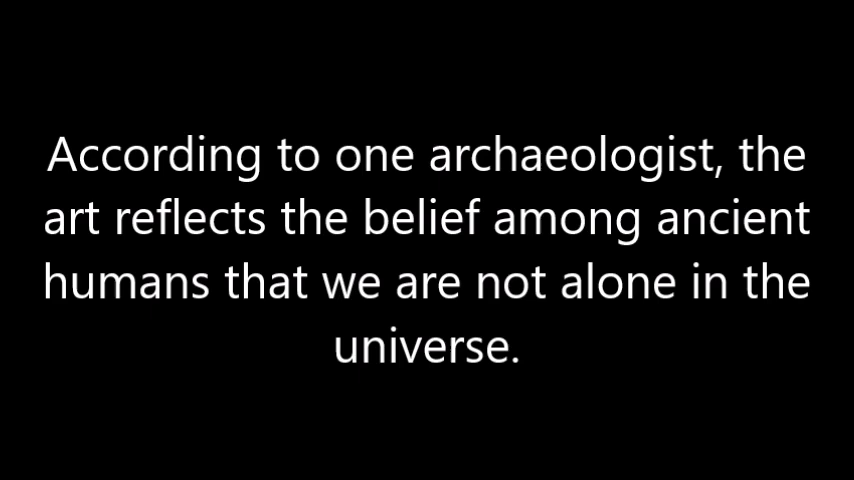 According to one archaeologist, the
art reflects the belief among ancient
humans that we are not alone in the
universe.